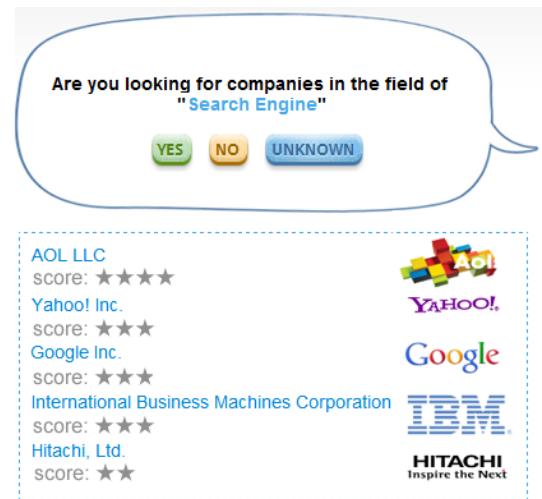 Are you looking for companies in the field of
"Search Engine"
YES NO UNKNOWN
AOL LLC
score: ★★★★
Aol
Yahoo! Inc.
score: ★★★
YAHOO!
Google Inc.
score: ★★★
Google
International Business Machines Corporation
score: ★★★
IBM
Hitachi, Ltd.
score: ★★
HITACHI
Inspire the Next